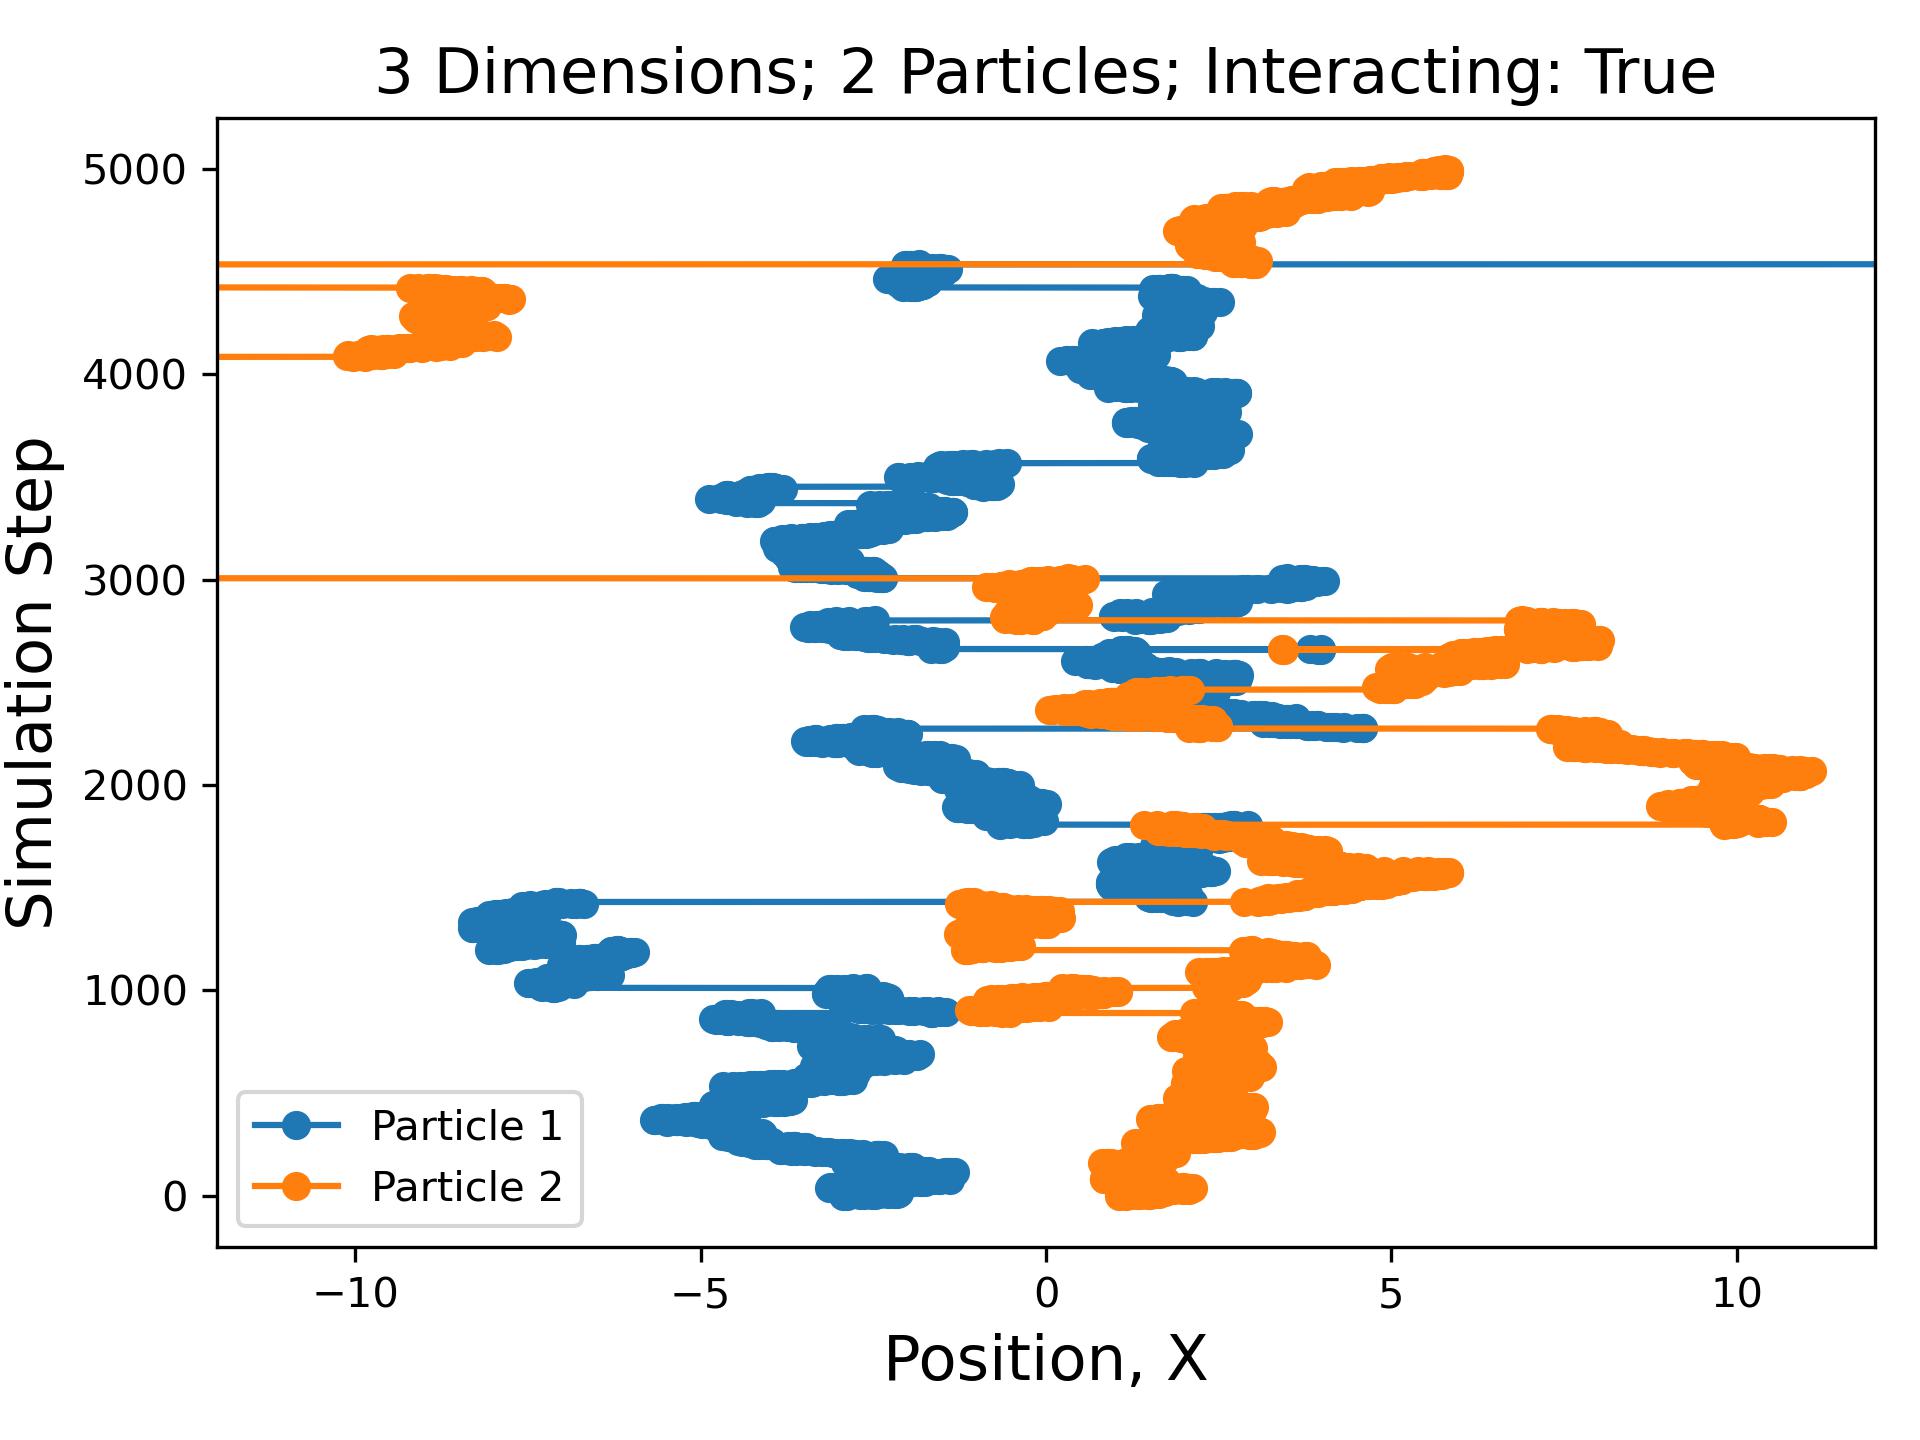 3 Dimensions; 2 Particles; Interacting: True
Simulation Step
5000
4000
3000
2000
1000
0
Particle 1
Particle 2
−10
−5
0
5
10
Position, X